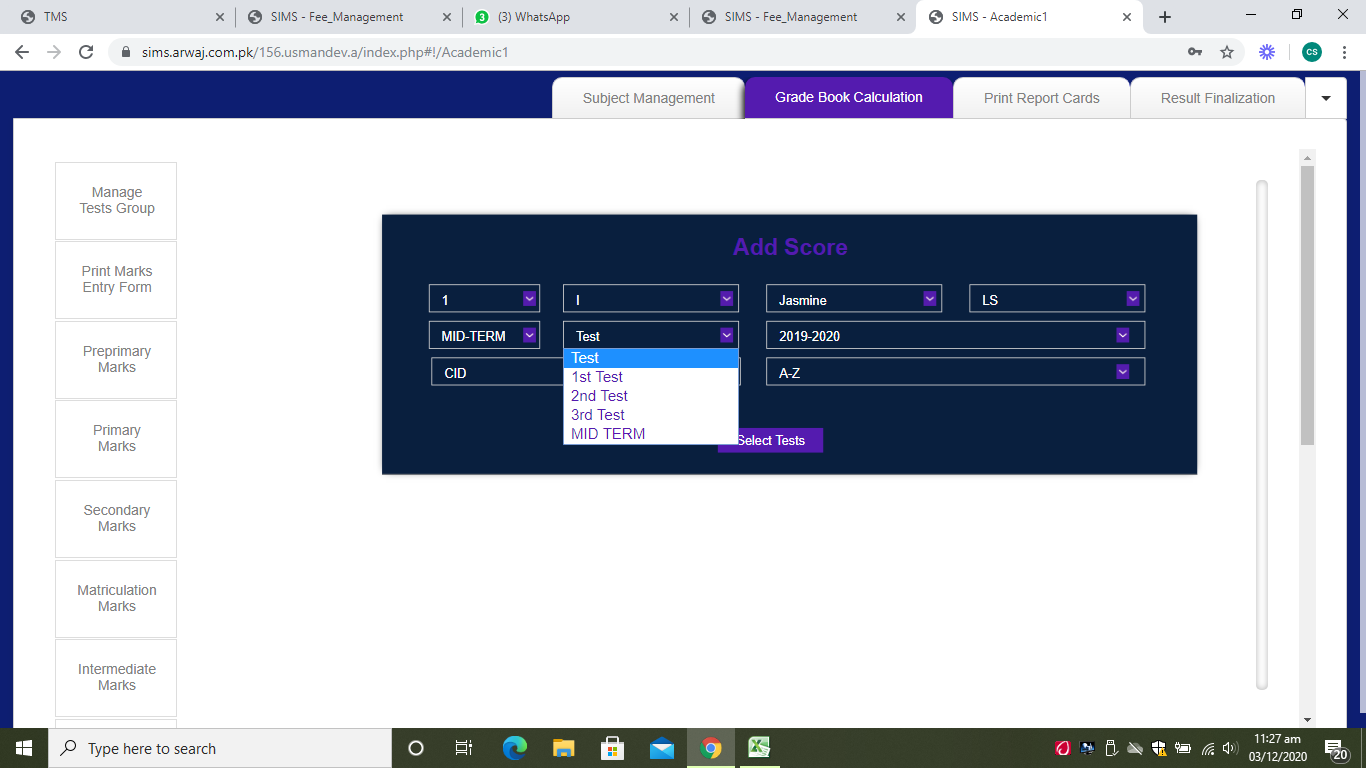 TMS
SIMS - Fee_Management
(3) WhatsApp
SIMS - Fee_Management
SIMS - Academic1
sims.arwaj.com.pk/156.usmandev.a/index.php#!/Academic1
CS
Subject Management
Grade Book Calculation
Print Report Cards
Result Finalization
Manage
Tests Group
Print Marks
Entry Form
Preprimary
Marks
Primary
Marks
Secondary
Marks
Matriculation
Marks
Intermediate
Marks
Add Score
1
I
Jasmine
LS
MID-TERM
Test
2019-2020
CID
A-Z
Test
1st Test
2nd Test
3rd Test
MID TERM
Select Tests
Type here to search
11:27 am
03/12/2020
20